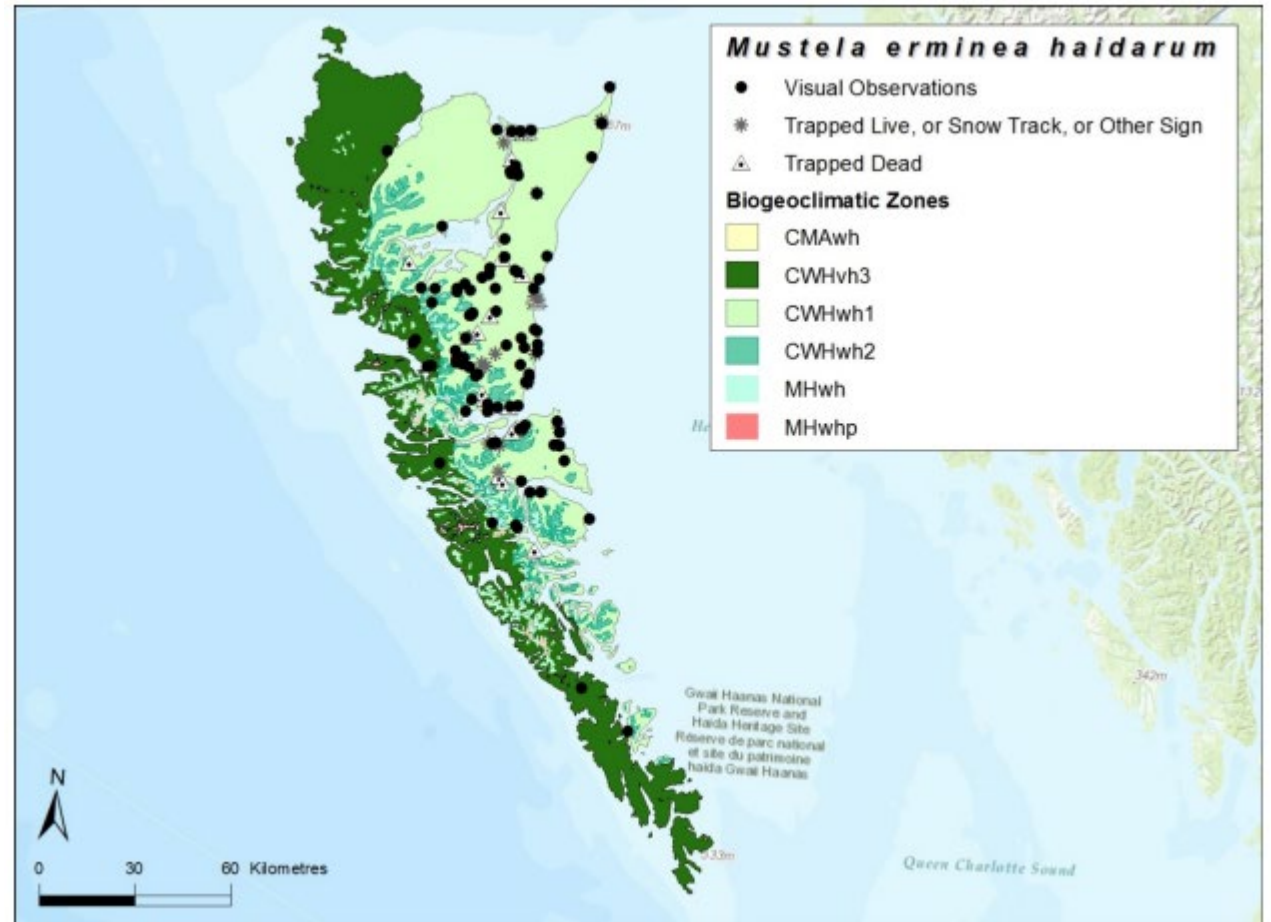 Mustela erminea haidarum
Visual Observations
Trapped Live, or Snow Track, or Other Sign
Trapped Dead
Biogeoclimatic Zones
CMAwh
CWHvh3
CWHwh1
CWHwh2
MHwh
MHwhp
132
He
342m
Gwaii Haanas National
Park Reserve and
Haida Heritage Site
Réserve de parc national
et site du patrimoine
haïda Gwaii Haanas
Queen Charlotte Sound
N
0 30 60 Kilometres